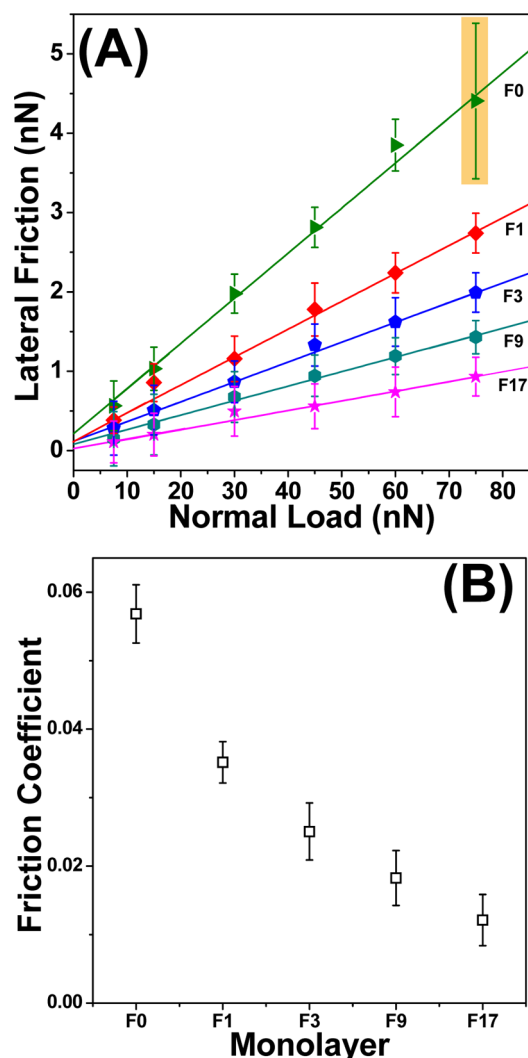 (A)
5
4
3
2
1
0
Lateral Friction (nN)
F0
F1
F3
F9
F17
0 10 20 30 40 50 60 70 80
Normal Load (nN)
(B)
0.06
0.04
0.02
0.00
Friction Coefficient
F0 F1 F3 F9 F17
Monolayer